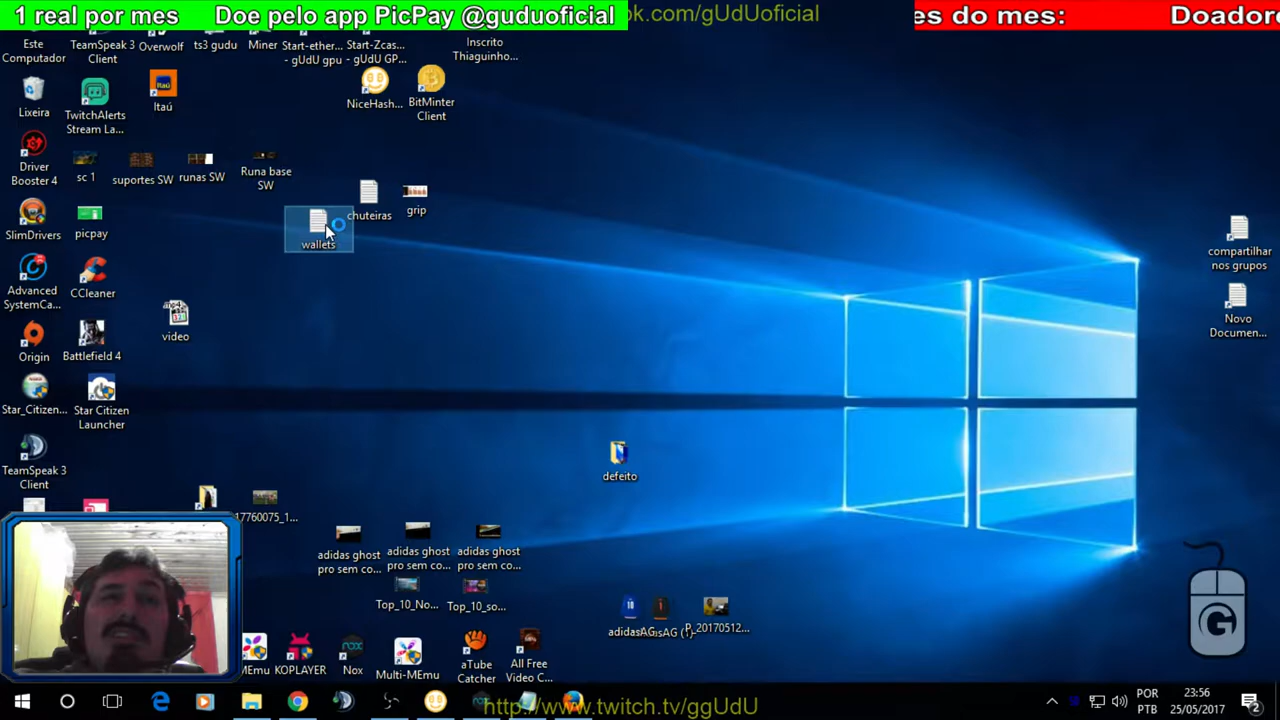 1 real por mes Doe pelo app PicPay @guduoficial
ok.com/gUdUoficial
es do mes: Doadore
Este Computador
TeamSpeak 3 Client
Overwolf
ts3 gudu
Miner
Start-ether... - gUdU gpu
Start-Zcas... - gUdU GP...
Inscrito Thiaguinho...
Lixeira
TwitchAlerts Stream La...
Itaú
NiceHash...
BitMinter Client
Driver Booster 4
sc 1
suportes SW
runas SW
Runa base SW
SlimDrivers
picpay
wallets
chuteiras
grip
compartilhar nos grupos
Advanced SystemCa...
CCleaner
video
Novo Documen...
Origin
Battlefield 4
Star_Citizen...
Star Citizen Launcher
TeamSpeak 3 Client
defeito
17760075_1...
adidas ghost pro sem co...
adidas ghost pro sem co...
adidas ghost pro sem co...
Top_10_No...
Top_10_so...
adidasAG
P_20170512...
MEmu
KOPLAYER
Nox
Multi-MEmu
aTube Catcher
All Free Video C...
http://www.twitch.tv/ggUdU
POR
PTB
23:56
25/05/2017
2